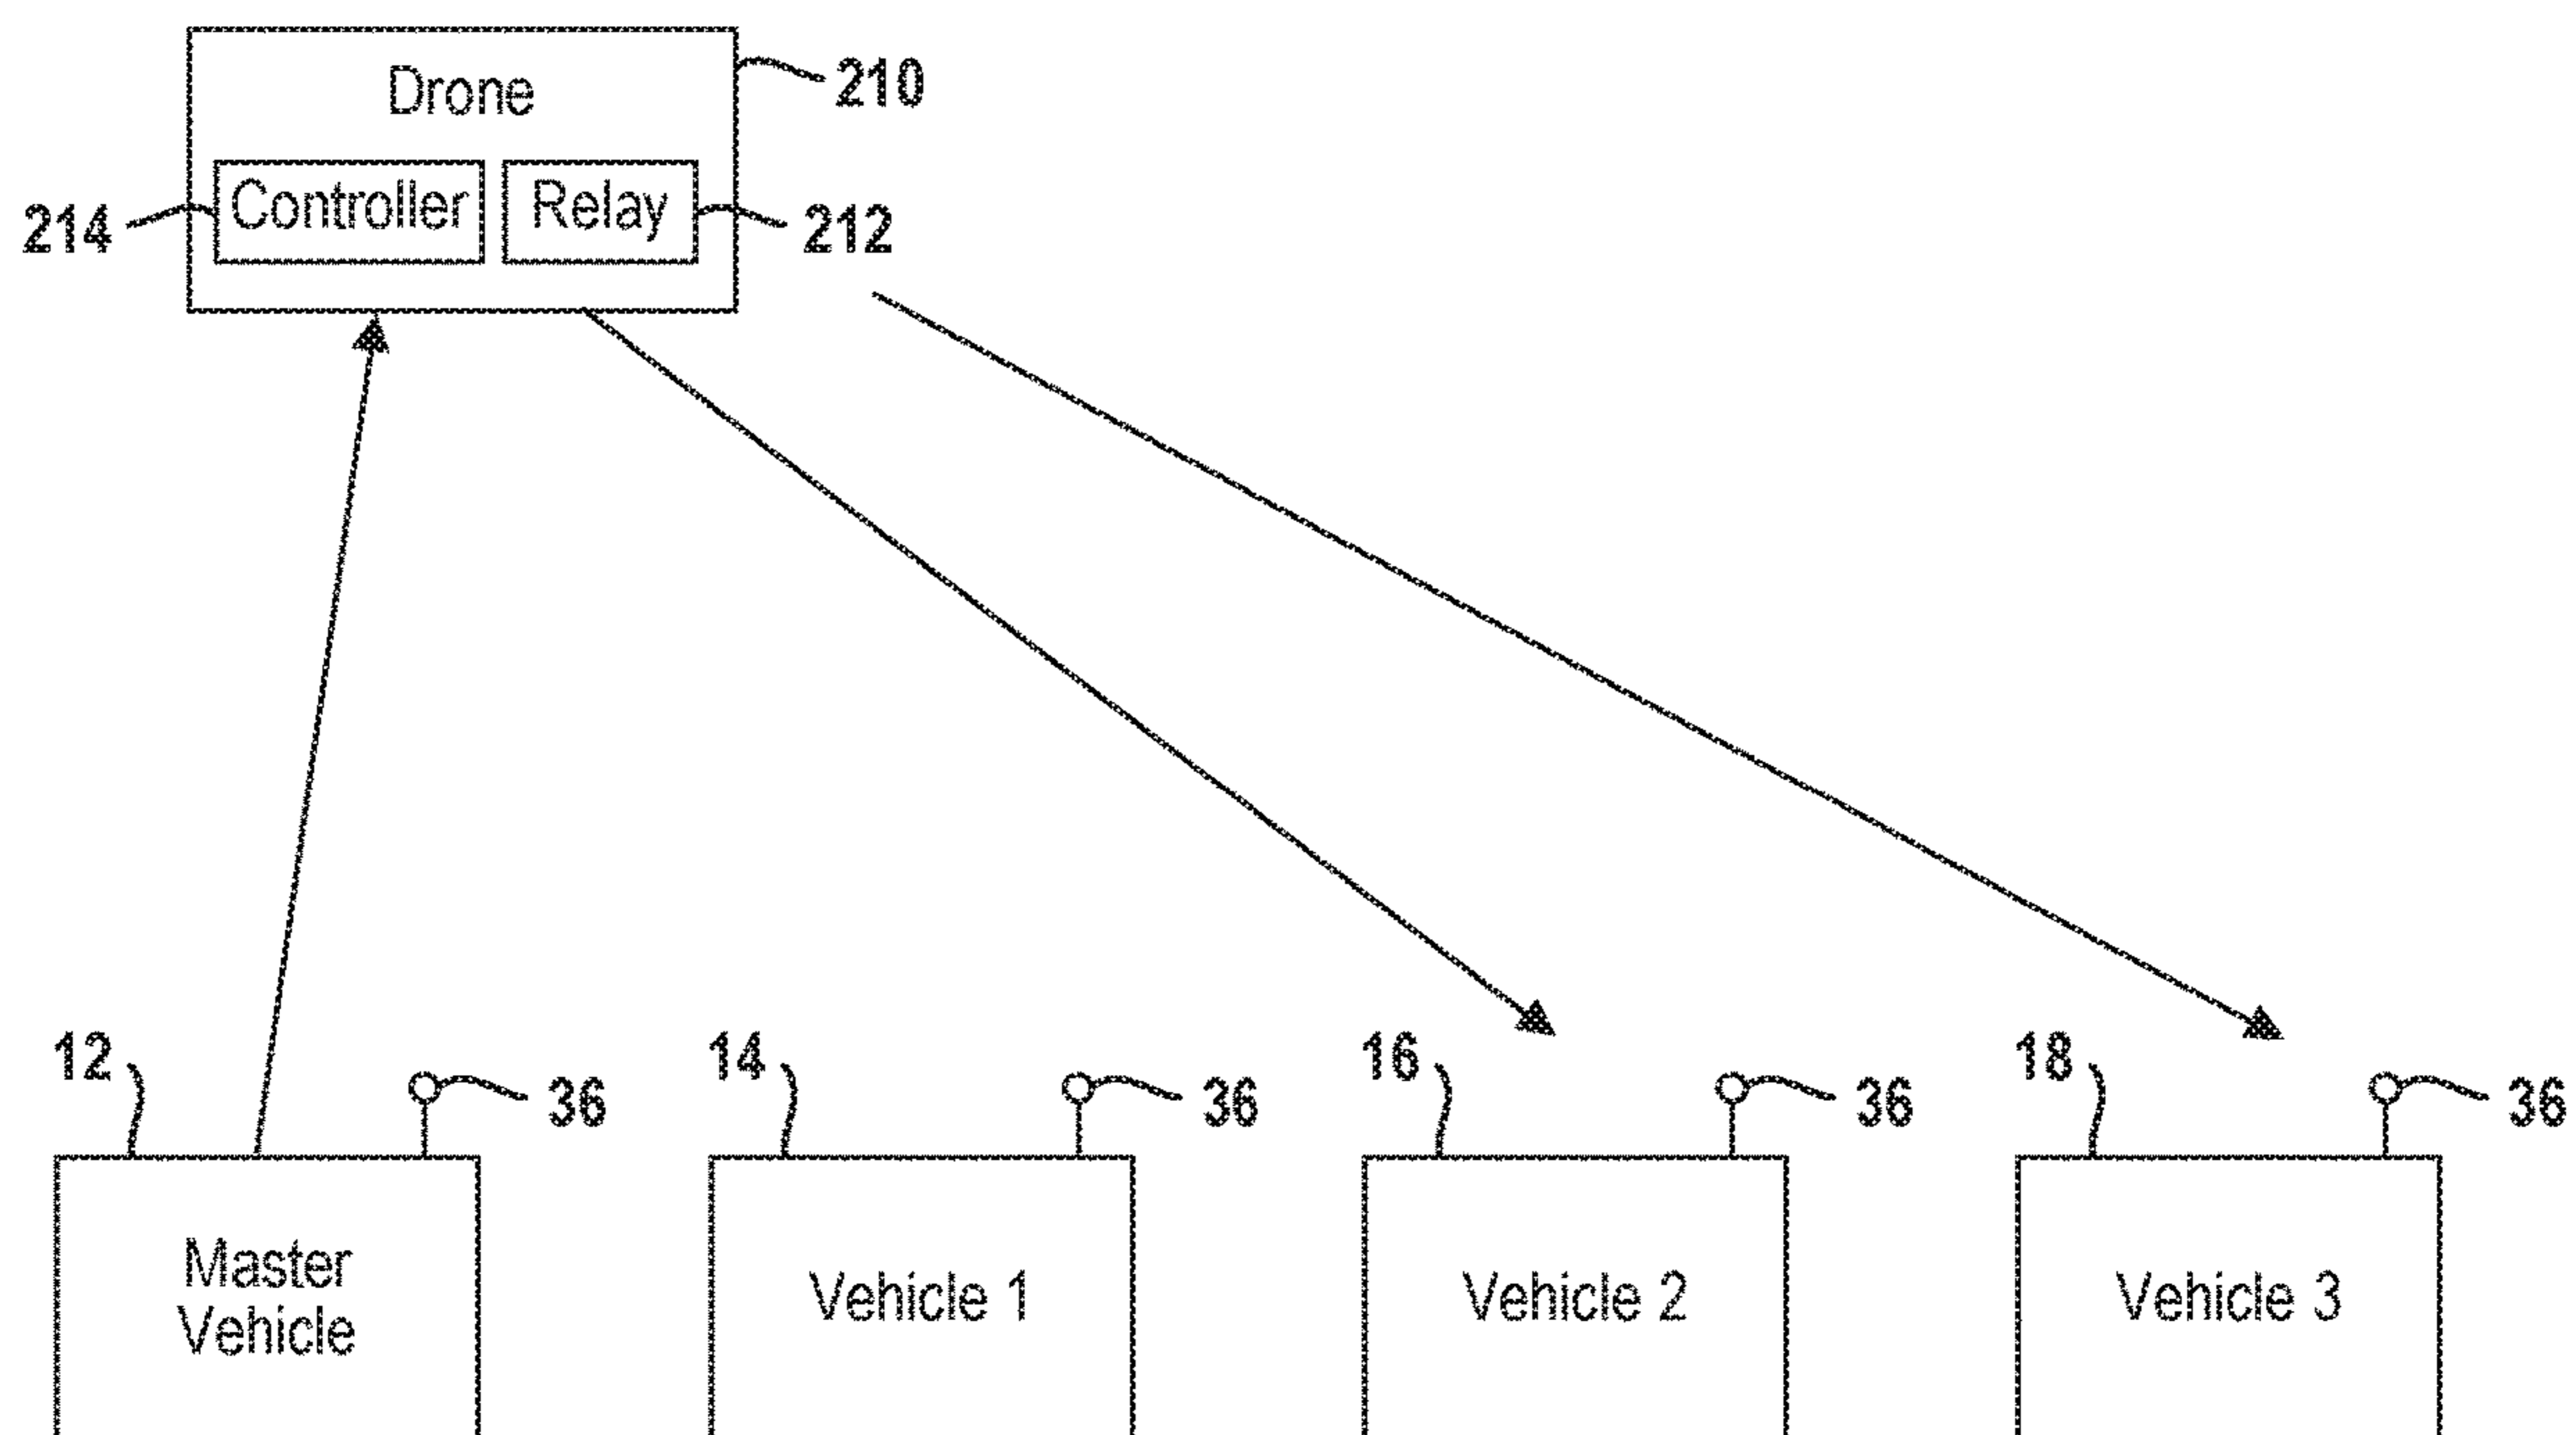 Drone
210
Controller
Relay
214
212
12
36
14
36
16
36
18
36
Master
Vehicle
Vehicle 1
Vehicle 2
Vehicle 3